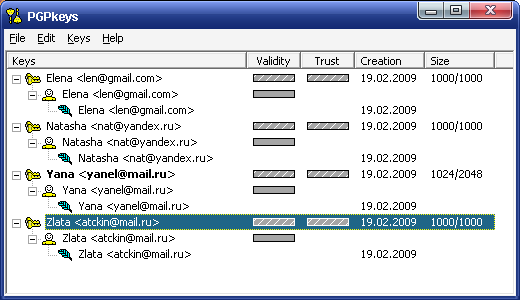 PGPkeys
File Edit Keys Help
Keys Validity Trust Creation Size
Elena <len@gmail.com> 19.02.2009 1000/1000
Elena <len@gmail.com>
Elena <len@gmail.com> 19.02.2009
Natasha <nat@yandex.ru> 19.02.2009 1000/1000
Natasha <nat@yandex.ru>
Natasha <nat@yandex.ru> 19.02.2009
Yana <yanel@mail.ru> 19.02.2009 1024/2048
Yana <yanel@mail.ru>
Yana <yanel@mail.ru> 19.02.2009
Zlata <atckin@mail.ru> 19.02.2009 1000/1000
Zlata <atckin@mail.ru>
Zlata <atckin@mail.ru> 19.02.2009